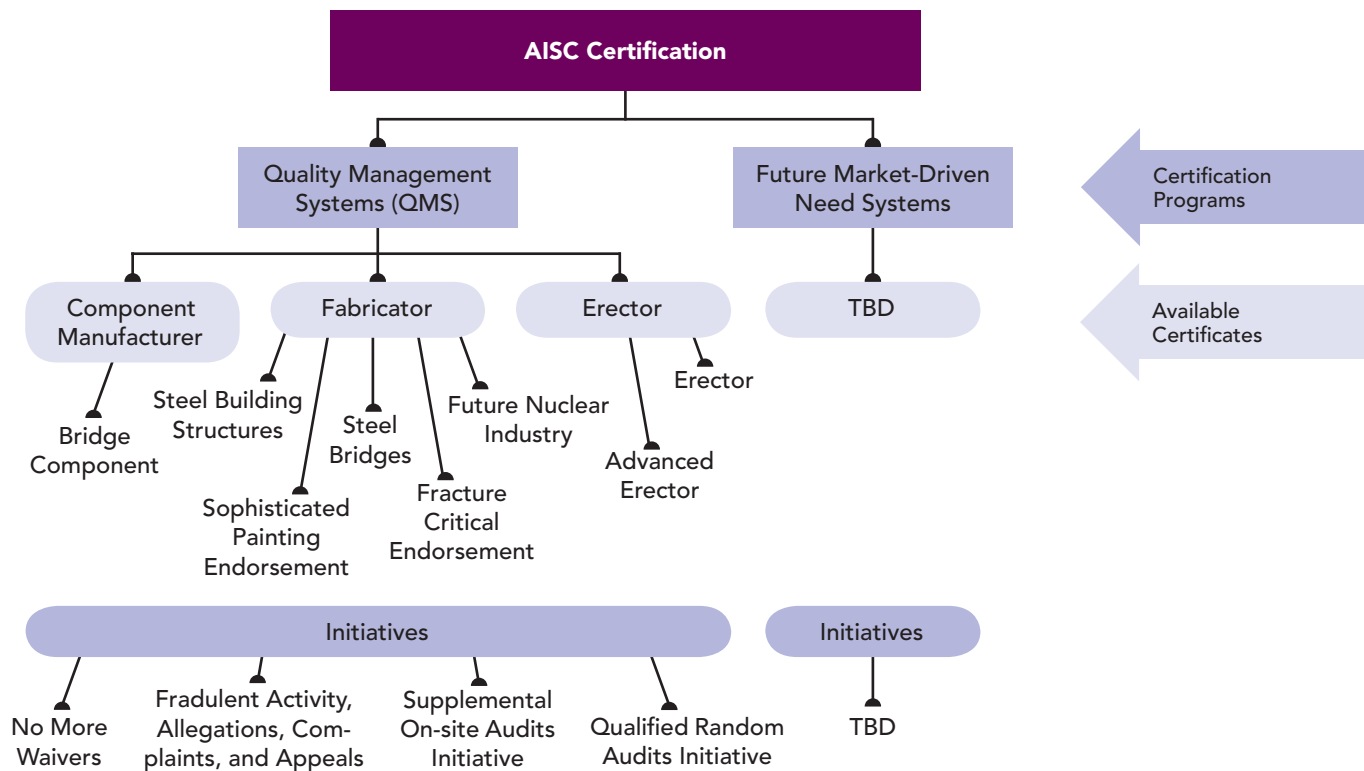 AISC Certification
Quality Management
Systems (QMS)
Future Market-Driven
Need Systems
Certification
Programs
Component
Manufacturer
Fabricator
Erector
TBD
Available
Certificates
Bridge
Component
Steel Building
Structures
Sophisticated
Painting
Endorsement
Steel
Bridges
Fracture
Critical
Endorsement
Future Nuclear
Industry
Advanced
Erector
Erector
Initiatives
Initiatives
No More
Waivers
Fradulent Activity,
Allegations, Com-
plaints, and Appeals
Supplemental
On-site Audits
Initiative
Qualified Random
Audits Initiative
TBD